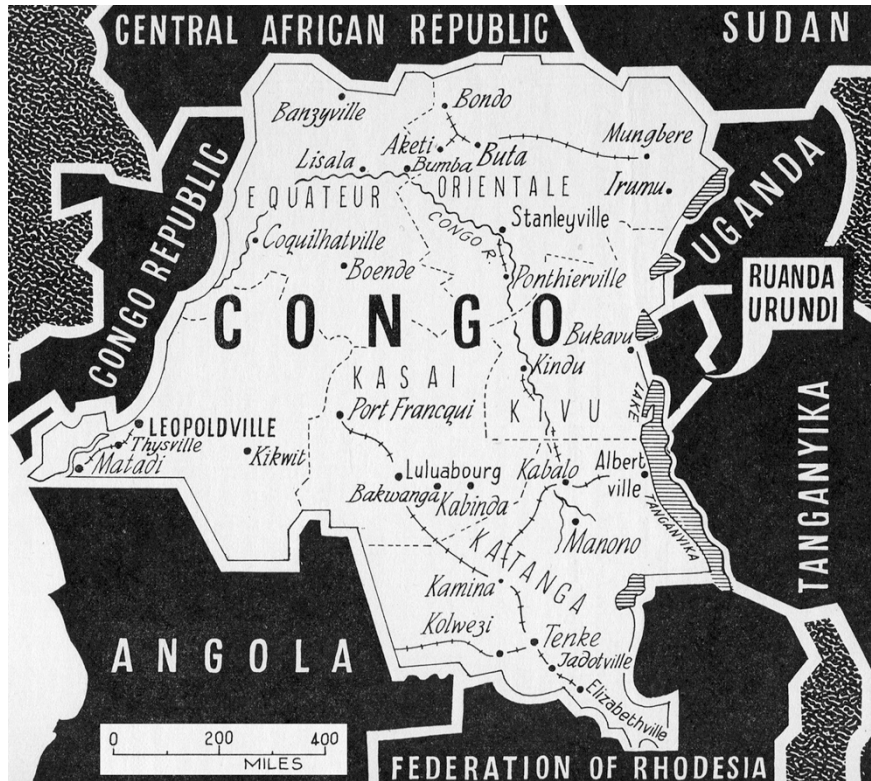 CENTRAL AFRICAN REPUBLIC
SUDAN
Banzyville
Bondo
Mungbere
Aketi
Buta
Lisala
Bumba
Irumu
EQUATEUR
ORIENTALE
UGANDA
CONGO REPUBLIC
Stanleyville
CONGO R.
Coquilhatville
Boende
Ponthierville
RUANDA
URUNDI
CONGO
Bukavu
KASAI
Kindu
Port Francqui
KIVU
LAKE
TANGANYIKA
LEOPOLDVILLE
Thysville
Matadi
Kikwit
Luluabourg
Kabalo
Albert
ville
Bakwanga
Kabinda
TANGANYIKA
Manono
KATANGA
Kamina
Kolwezi
Tenke
Jadotville
Elizabethville
ANGOLA
0 200 400
MILES
FEDERATION OF RHODESIA